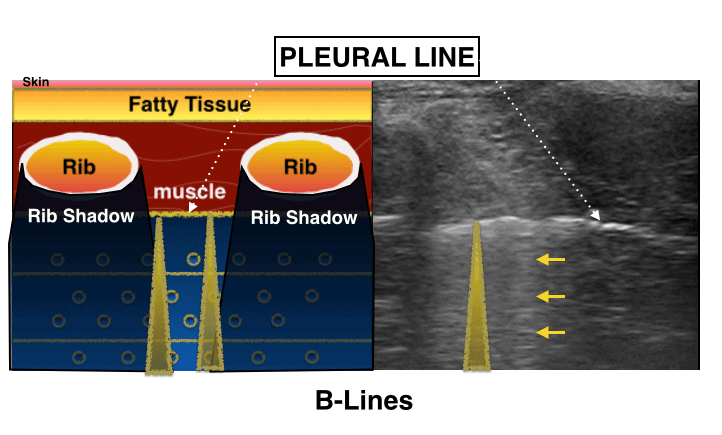 PLEURAL LINE
Skin
Fatty Tissue
Rib
Rib
muscle
Rib Shadow
Rib Shadow
B-Lines